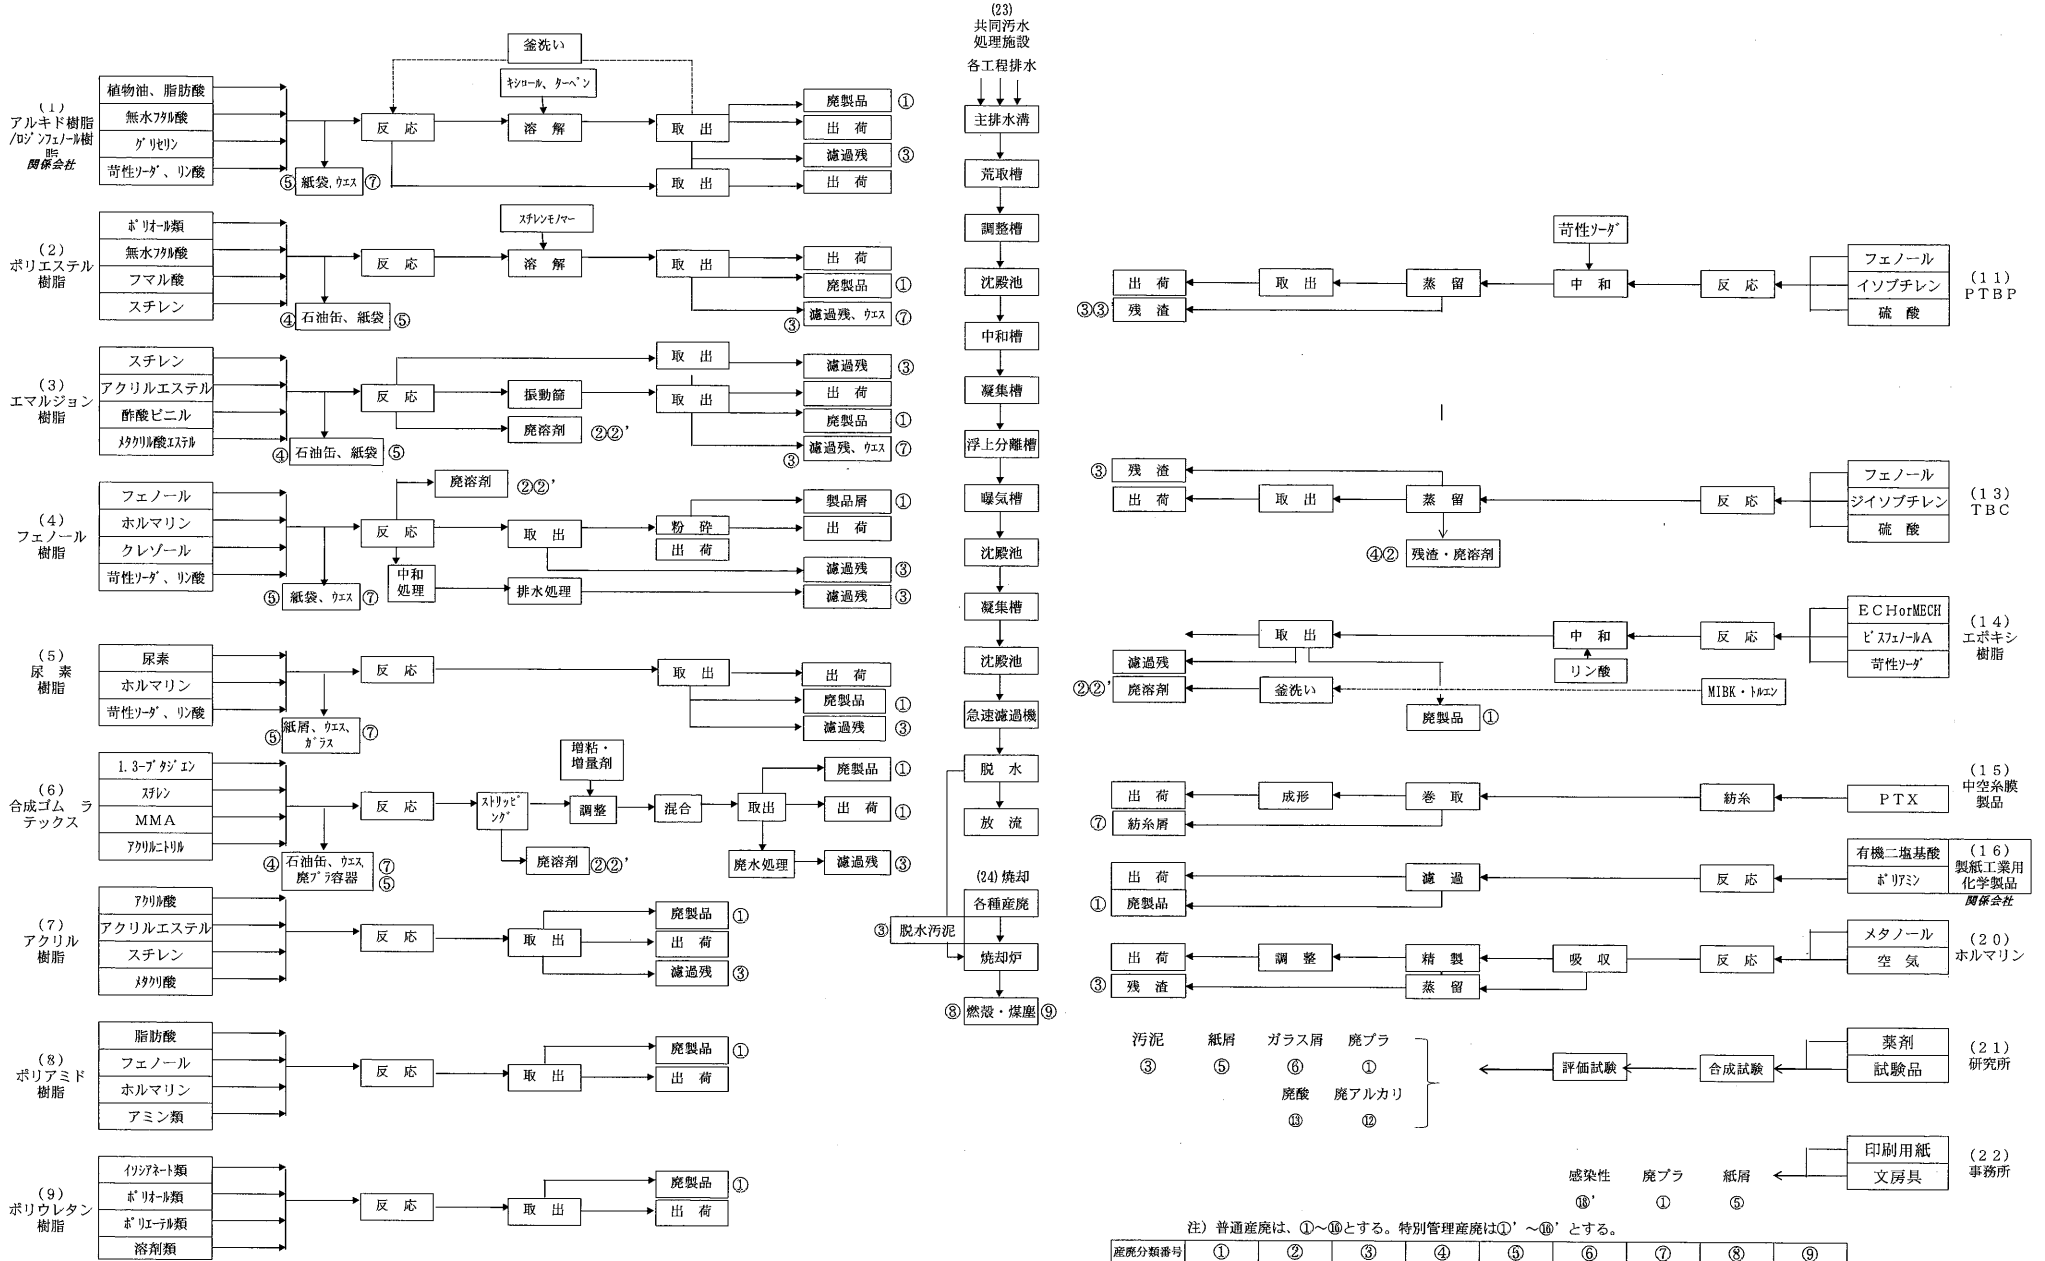 (1)
アルキド樹脂
/ロジンフェノール樹
脂
関係会社
植物油、脂肪酸
無水フタル酸
グリセリン
苛性ソーダ、リン酸
⑤ 紙袋,ウエス ⑦
釜洗い
キシロール、ターペン
反 応
溶 解
取 出
取 出
廃製品 ①
出 荷
濾過残 ③
出 荷
(2)
ポリエステル
樹脂
ポリオール類
無水フタル酸
フマル酸
スチレン
④ 石油缶、紙袋 ⑤
スチレンモノマー
反 応
溶 解
取 出
出 荷
廃製品 ①
③ 濾過残、ウエス ⑦
(3)
エマルジョン
樹脂
スチレン
アクリルエステル
酢酸ビニル
メタクリル酸エステル
④ 石油缶、紙袋 ⑤
反 応
振動篩
廃溶剤 ②②'
取 出
取 出
濾過残 ③
出 荷
廃製品 ①
③ 濾過残、ウエス ⑦
(4)
フェノール
樹脂
フェノール
ホルマリン
クレゾール
苛性ソーダ、リン酸
⑤ 紙袋、ウエス ⑦
廃溶剤 ②②'
反 応
中和
処理
取 出
排水処理
粉 砕
出 荷
製品屑 ①
出 荷
濾過残 ③
濾過残 ③
(5)
尿 素
樹脂
尿素
ホルマリン
苛性ソーダ、リン酸
⑤ 紙屑、ウエス、
ガラス ⑦
反 応
取 出
出 荷
廃製品 ①
濾過残 ③
(6)
合成ゴム ラ
テックス
1.3-ブタジエン
スチレン
MMA
アクリルニトリル
④ 石油缶、ウエス、 ⑦
廃プラ容器 ⑤
反 応
ストリッピ
ング
廃溶剤 ②②'
増粘・
増量剤
調整
混合
取出
廃水処理
廃製品 ①
出 荷 ①
濾過残 ③
(7)
アクリル
樹脂
アクリル酸
アクリルエステル
スチレン
メタクリ酸
反 応
取 出
廃製品 ①
出 荷
濾過残 ③
(8)
ポリアミド
樹脂
脂肪酸
フェノール
ホルマリン
アミン類
反 応
取 出
廃製品 ①
出 荷
(9)
ポリウレタン
樹脂
イソシアネート類
ポリオール類
ポリエーテル類
溶剤類
反 応
取 出
廃製品 ①
出 荷
(23)
共同汚水
処理施設
各工程排水
主排水溝
荒取槽
調整槽
沈殿池
中和槽
凝集槽
浮上分離槽
曝気槽
沈殿池
凝集槽
沈殿池
急速濾過機
脱 水
放 流
(24)焼却
各種産廃
③ 脱水汚泥
焼却炉
⑧ 燃殻・煤塵 ⑨
(11)
PTBP
フェノール
イソブチレン
硫 酸
反 応
苛性ソーダ
中 和
蒸 留
取 出
出 荷
③③' 残 渣
(13)
TBC
フェノール
ジイソブチレン
硫 酸
反 応
蒸 留
取 出
③ 残 渣
出 荷
④② 残渣・廃溶剤
(14)
エポキシ
樹脂
ECHorMECH
ビスフェノールA
苛性ソーダ
反 応
中 和
リン酸
取 出
濾過残
②②' 廃溶剤
釜洗い
MIBK・トルエン
廃製品 ①
(15)
中空糸膜
製品
PTX
紡糸
巻 取
成形
出 荷
⑦ 紡糸屑
(16)
製紙工業用
化学製品
関係会社
有機二塩基酸
ポリアミン
反 応
濾 過
出 荷
① 廃製品
(20)
ホルマリン
メタノール
空 気
反 応
吸 収
精 製
蒸 留
調 整
出 荷
③ 残 渣
(21)
研究所
薬剤
試験品
合成試験
評価試験
汚泥 紙屑 ガラス屑 廃プラ
③ ⑤ ⑥ ①
廃酸 廃アルカリ
⑬ ⑫
(22)
事務所
印刷用紙
文房具
感染性 廃プラ 紙屑
⑱' ① ⑤
注）普通産廃は、①～⑯とする。特別管理産廃は①'～⑯'とする。
産廃分類番号 ① ② ③ ④ ⑤ ⑥ ⑦ ⑧ ⑨